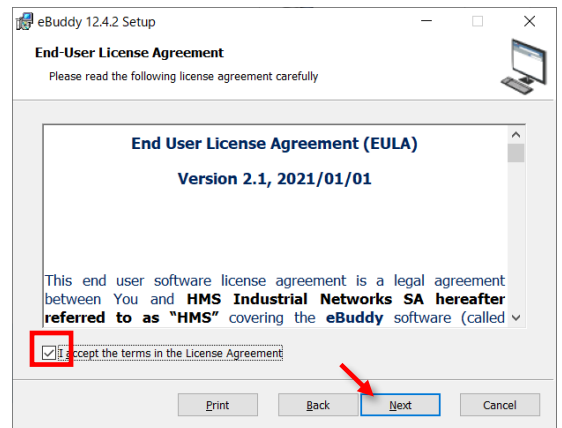 eBuddy 12.4.2 Setup
End-User License Agreement
Please read the following license agreement carefully
End User License Agreement (EULA)
Version 2.1, 2021/01/01
This end user software license agreement is a legal agreement
between You and HMS Industrial Networks SA hereafter
referred to as “HMS” covering the eBuddy software (called
I accept the terms in the License Agreement
Print Back Next Cancel